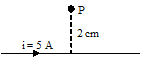 P
2 cm
i = 5 A